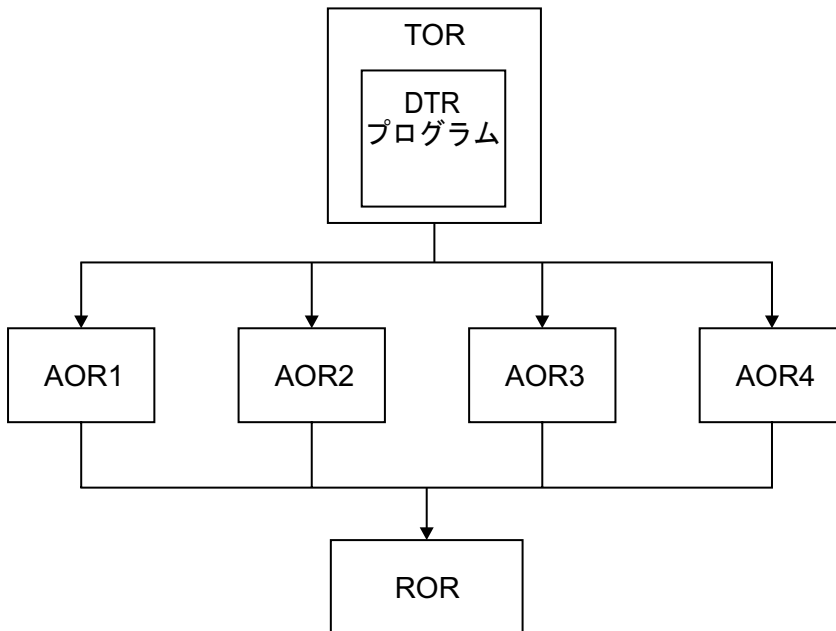 TOR
DTR
プログラム
AOR1
AOR2
AOR3
AOR4
ROR